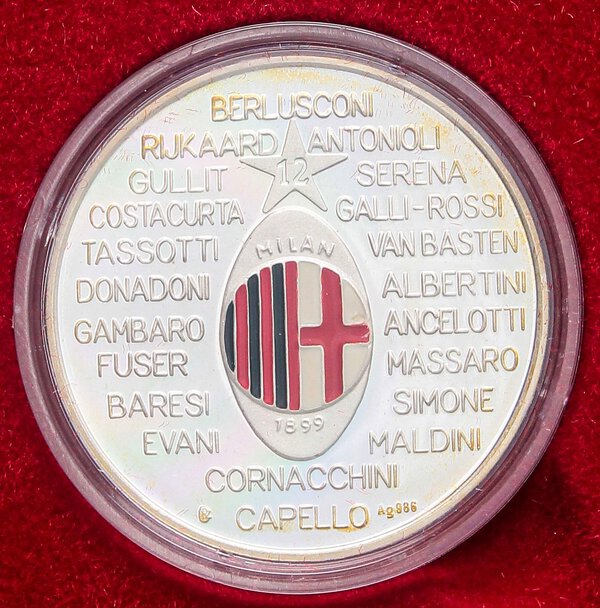 BERLUSCONI
RIJKAARD ANTONIOLI
12
GULLIT SERENA
COSTACURTA GALLI-ROSSI
TASSOTTI MILAN VAN BASTEN
DONADONI ALBERTINI
GAMBARO ANCELOTTI
FUSER MASSARO
BARESI SIMONE
1899
EVANI MALDINI
CORNACCHINI
CAPELLO Ag986